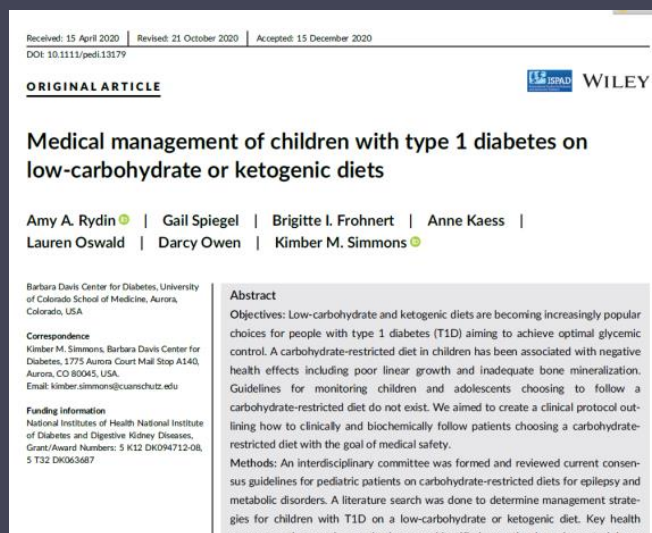 Received: 15 April 2020 | Revised: 21 October 2020 | Accepted: 15 December 2020
DOI: 10.1111/pedi.13179
ORIGINAL ARTICLE
ISPAD WILEY
Medical management of children with type 1 diabetes on
low-carbohydrate or ketogenic diets
Amy A. Rydin | Gail Spiegel | Brigitte I. Frohnert | Anne Kaess |
Lauren Oswald | Darcy Owen | Kimber M. Simmons
Barbara Davis Center for Diabetes, University
of Colorado School of Medicine, Aurora,
Colorado, USA
Correspondence
Kimber M. Simmons, Barbara Davis Center for
Diabetes, 1775 Aurora Court Mail Stop A140,
Aurora, CO 80045, USA.
Email: kimber.simmons@cuanschutz.edu
Funding information
National Institutes of Health National Institute
of Diabetes and Digestive Kidney Diseases,
Grant/Award Numbers: 5 K12 DK094712-08,
5 T32 DK063687
Abstract
Objectives: Low-carbohydrate and ketogenic diets are becoming increasingly popular
choices for people with type 1 diabetes (T1D) aiming to achieve optimal glycemic
control. A carbohydrate-restricted diet in children has been associated with negative
health effects including poor linear growth and inadequate bone mineralization.
Guidelines for monitoring children and adolescents choosing to follow a
carbohydrate-restricted diet do not exist. We aimed to create a clinical protocol out-
lining how to clinically and biochemically follow patients choosing a carbohydrate-
restricted diet with the goal of medical safety.
Methods: An interdisciplinary committee was formed and reviewed current consen-
sus guidelines for pediatric patients on carbohydrate-restricted diets for epilepsy and
metabolic disorders. A literature search was done to determine management strate-
gies for children with T1D on a low-carbohydrate or ketogenic diet. Key health